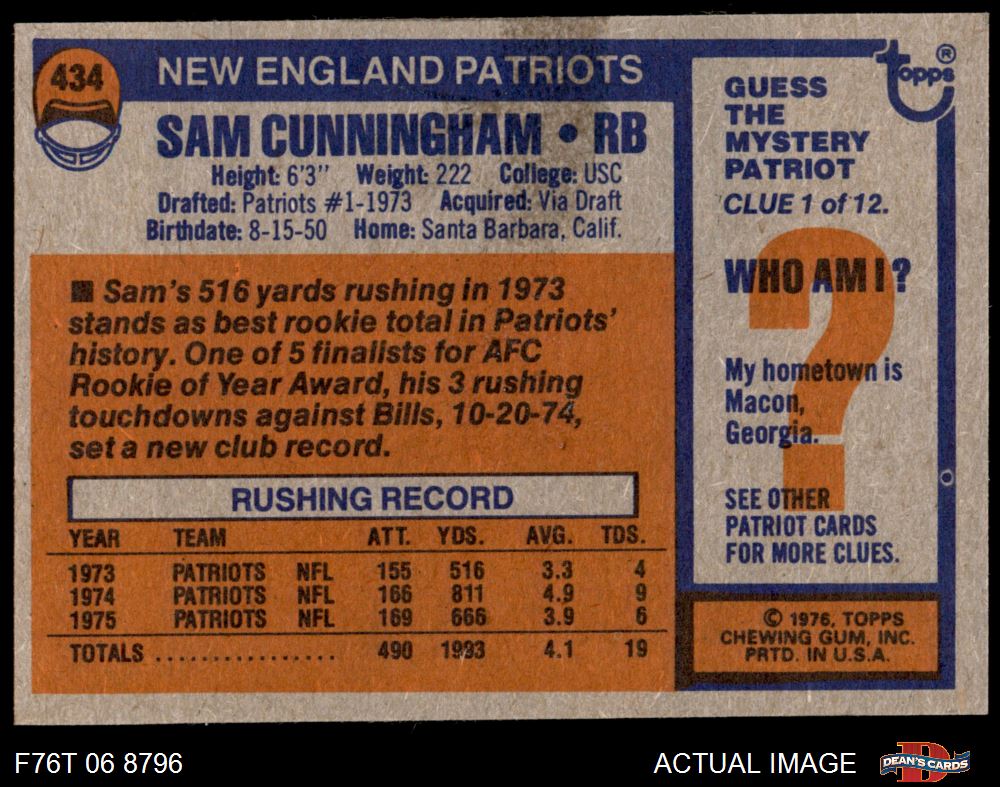 434
NEW ENGLAND PATRIOTS
SAM CUNNINGHAM • RB
Height: 6'3" Weight: 222 College: USC
Drafted: Patriots #1-1973 Acquired: Via Draft
Birthdate: 8-15-50 Home: Santa Barbara, Calif.
■ Sam's 516 yards rushing in 1973
stands as best rookie total in Patriots'
history. One of 5 finalists for AFC
Rookie of Year Award, his 3 rushing
touchdowns against Bills, 10-20-74,
set a new club record.
RUSHING RECORD
YEAR TEAM ATT. YDS. AVG. TDS.
1973 PATRIOTS NFL 155 516 3.3 4
1974 PATRIOTS NFL 166 811 4.9 9
1975 PATRIOTS NFL 169 666 3.9 6
TOTALS ................. 490 1993 4.1 19
topps®
GUESS
THE
MYSTERY
PATRIOT
CLUE 1 of 12.
?
WHO AM I?
My hometown is
Macon,
Georgia.
SEE OTHER
PATRIOT CARDS
FOR MORE CLUES.
© 1976, TOPPS
CHEWING GUM, INC.
PRTD. IN U.S.A.
F76T 06 8796
ACTUAL IMAGE
D
DEAN'S CARDS